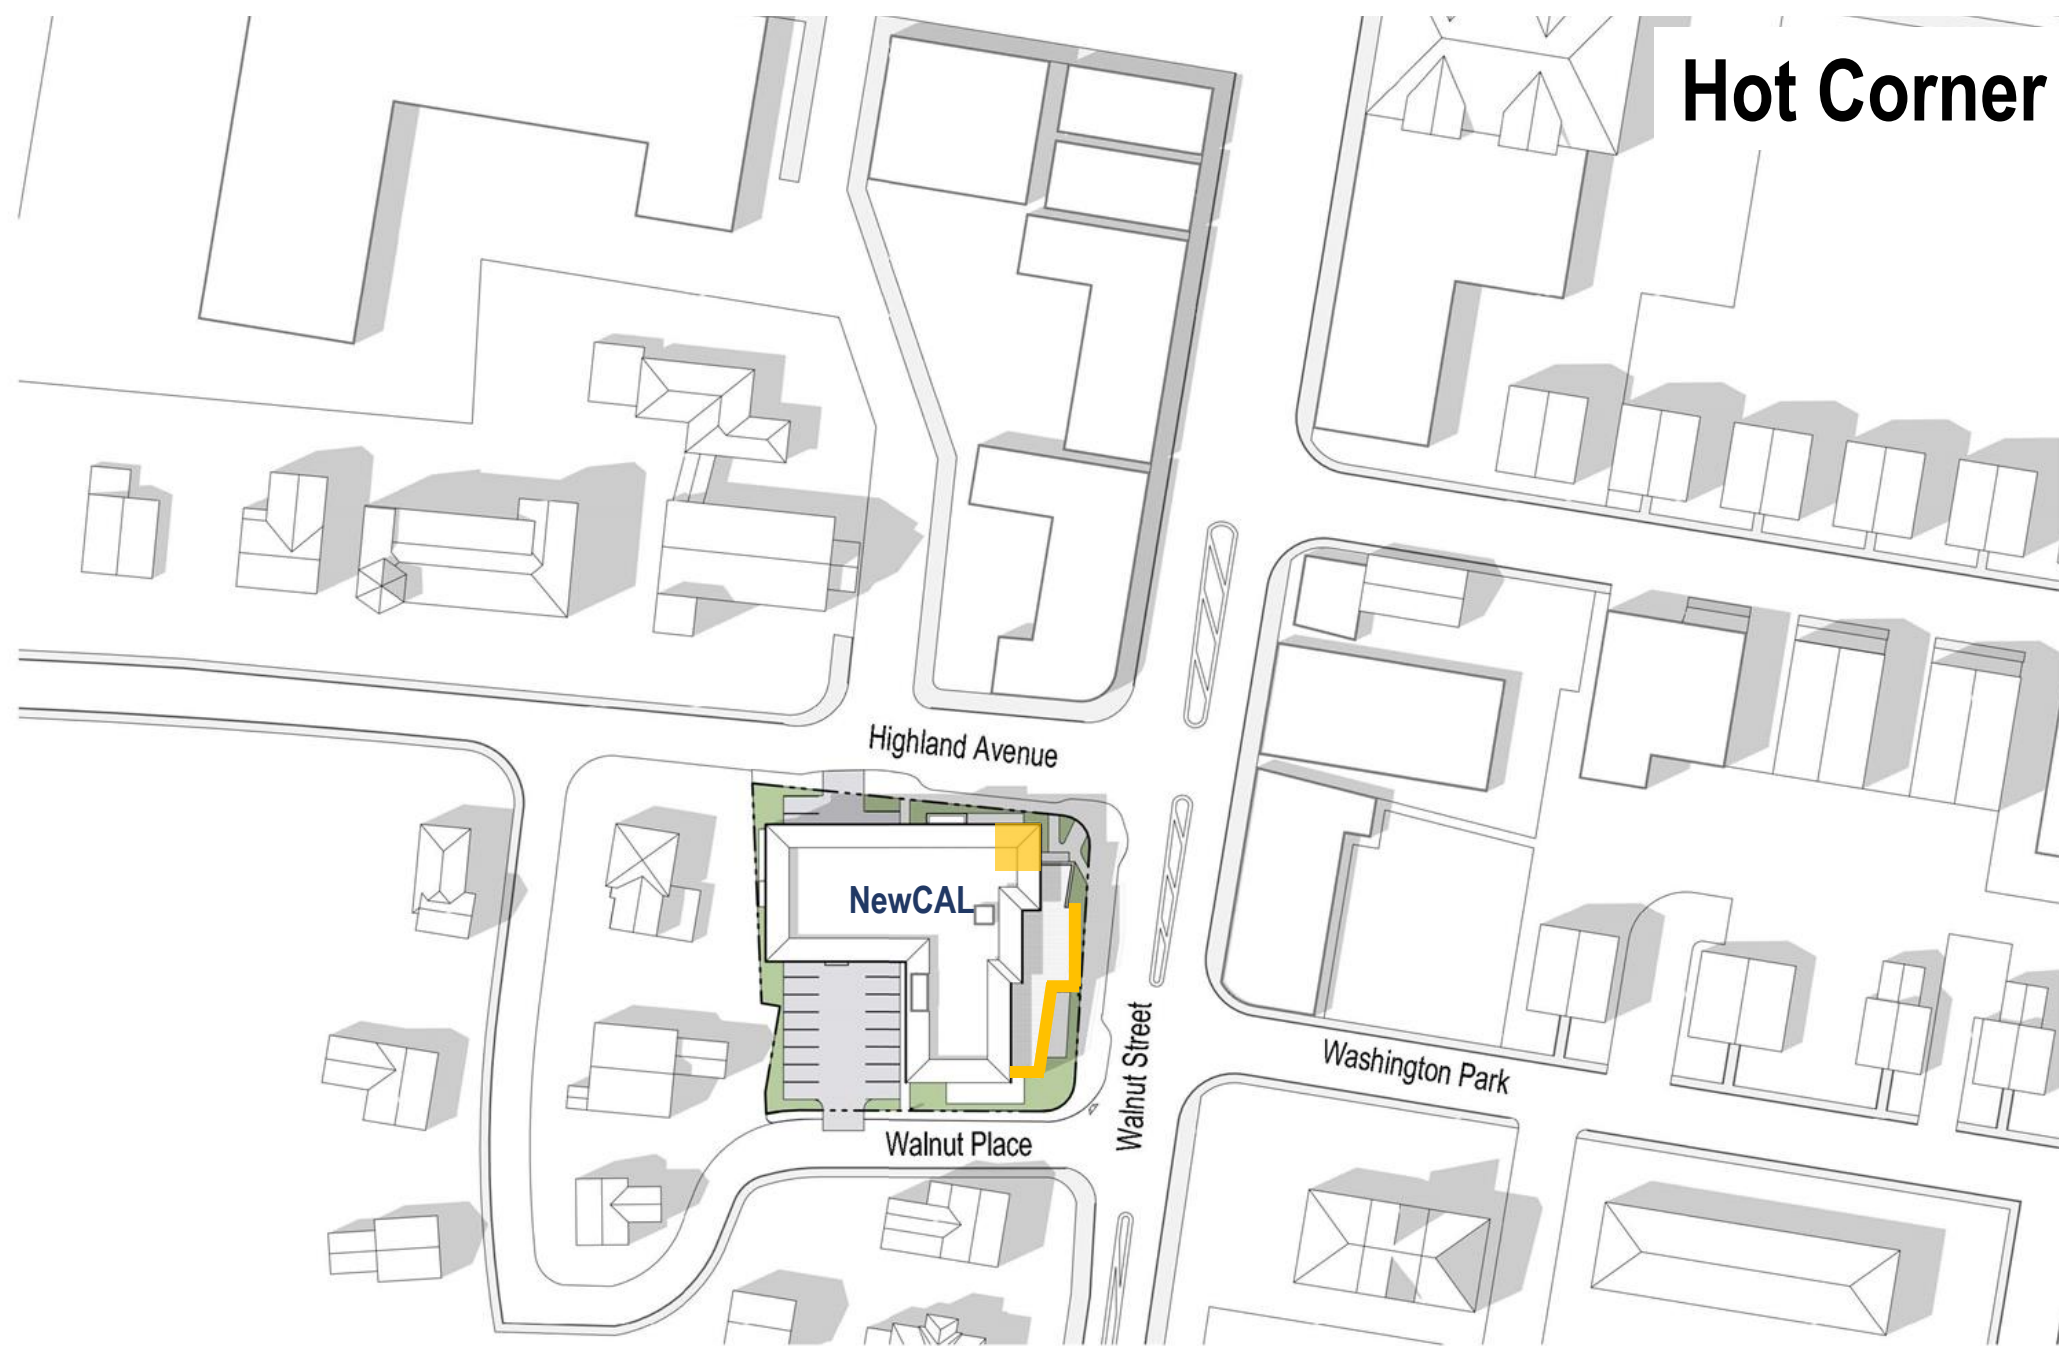 Hot Corner
Highland Avenue
NewCAL
Walnut Street
Washington Park
Walnut Place